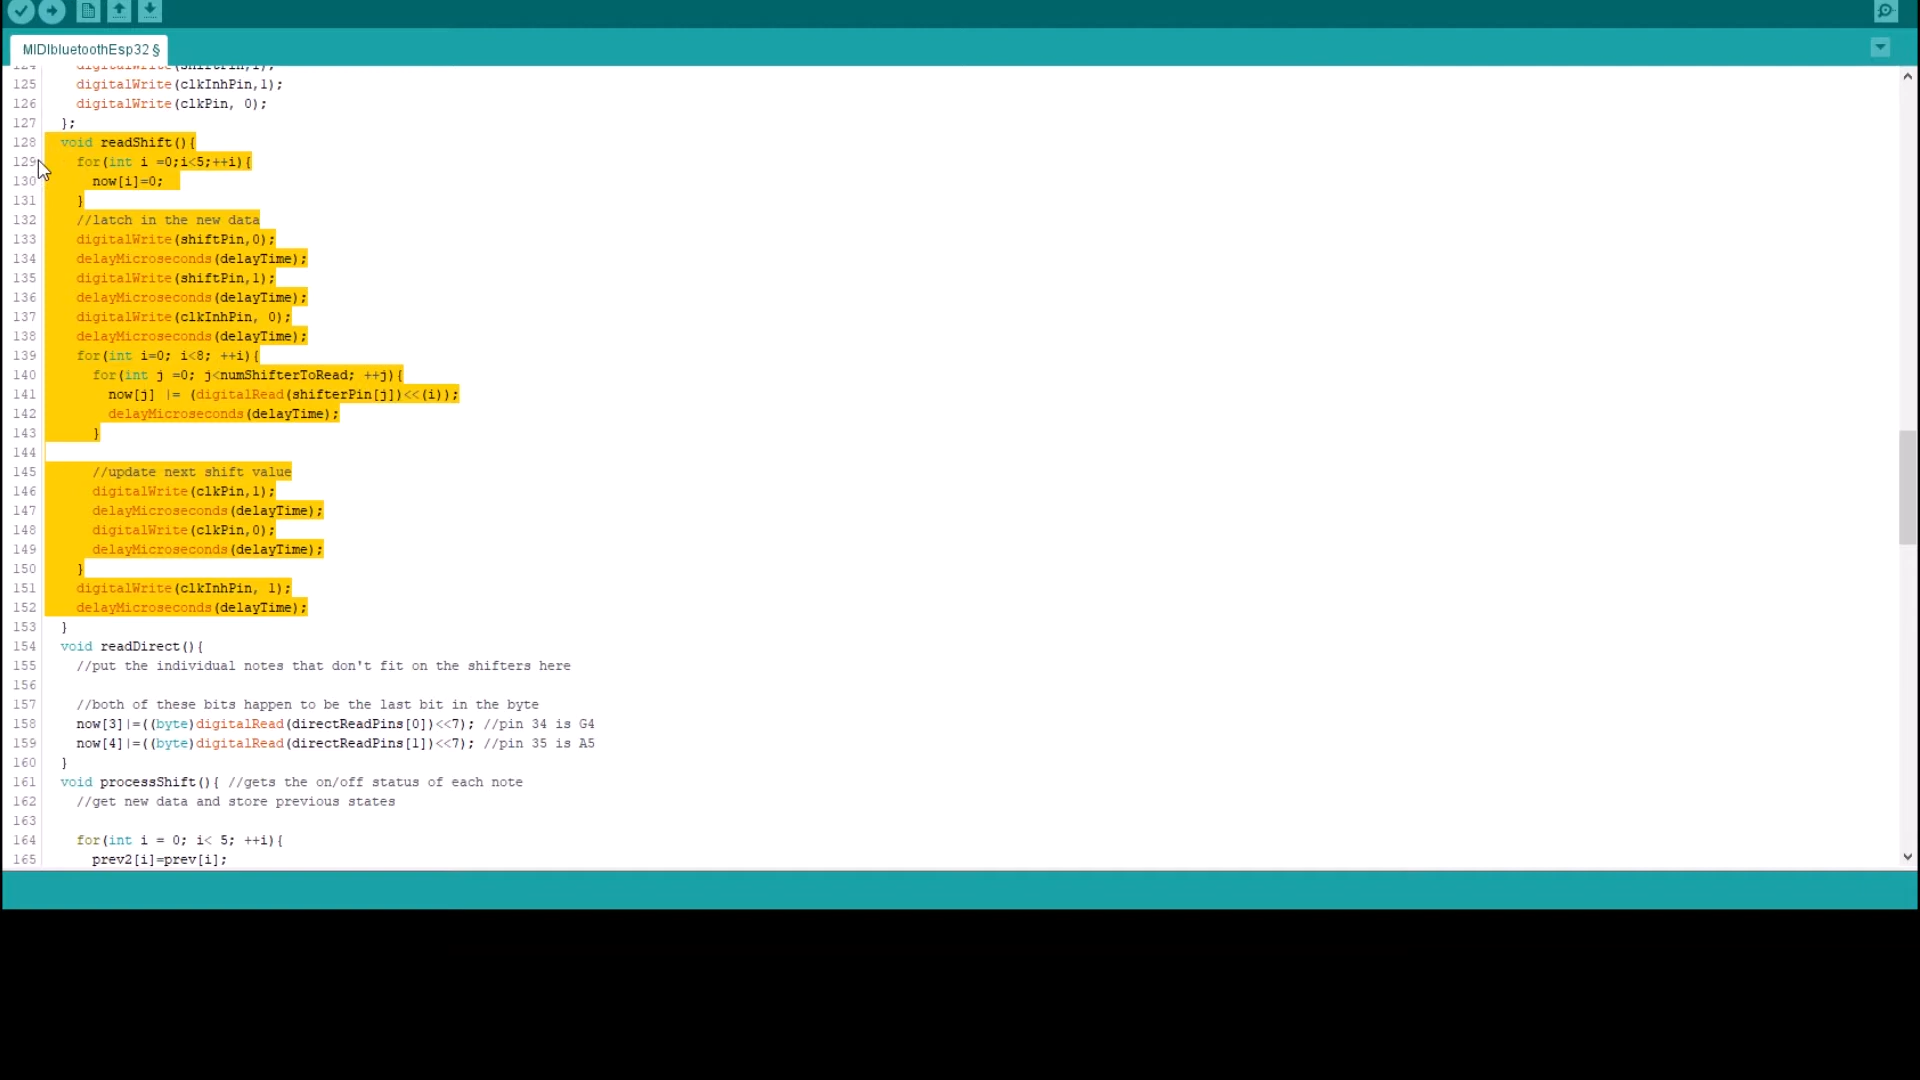 MIDIbluetoothEsp32 §
124 digitalWrite(shiftPin,1);
125 digitalWrite(clkInhPin,1);
126 digitalWrite(clkPin, 0);
127 };
128 void readShift(){
129 for(int i =0;i<5;++i){
130 now[i]=0;
131 }
132 //latch in the new data
133 digitalWrite(shiftPin,0);
134 delayMicroseconds(delayTime);
135 digitalWrite(shiftPin,1);
136 delayMicroseconds(delayTime);
137 digitalWrite(clkInhPin, 0);
138 delayMicroseconds(delayTime);
139 for(int i=0; i<8; ++i){
140 for(int j =0; j<numShifterToRead; ++j){
141 now[j] |= (digitalRead(shifterPin[j])<<(i));
142 delayMicroseconds(delayTime);
143 }
144
145 //update next shift value
146 digitalWrite(clkPin,1);
147 delayMicroseconds(delayTime);
148 digitalWrite(clkPin,0);
149 delayMicroseconds(delayTime);
150 }
151 digitalWrite(clkInhPin, 1);
152 delayMicroseconds(delayTime);
153 }
154 void readDirect(){
155 //put the individual notes that don't fit on the shifters here
156
157 //both of these bits happen to be the last bit in the byte
158 now[3]|=((byte)digitalRead(directReadPins[0])<<7); //pin 34 is G4
159 now[4]|=((byte)digitalRead(directReadPins[1])<<7); //pin 35 is A5
160 }
161 void processShift(){ //gets the on/off status of each note
162 //get new data and store previous states
163
164 for(int i = 0; i< 5; ++i){
165 prev2[i]=prev[i];